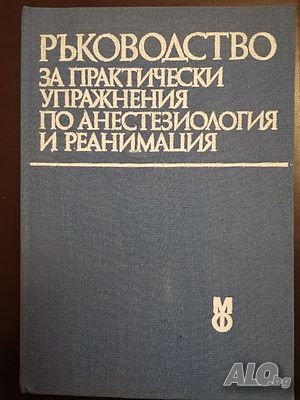 РЪКОВОДСТВО
ЗА ПРАКТИЧЕСКИ
УПРАЖНЕНИЯ
ПО АНЕСТЕЗИОЛОГИЯ
И РЕАНИМАЦИЯ
МФ
ALO.bg